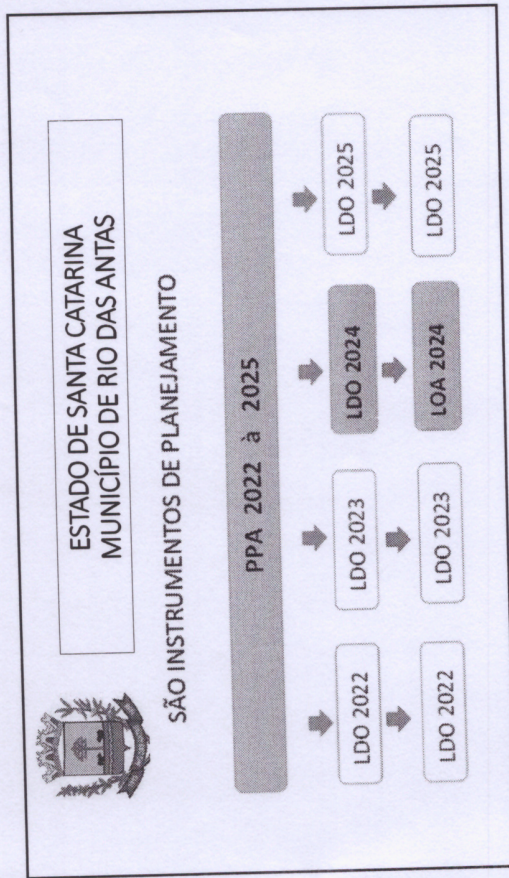 ESTADO DE SANTA CATARINA
MUNICÍPIO DE RIO DAS ANTAS
SÃO INSTRUMENTOS DE PLANEJAMENTO
PPA 2022 à 2025
LDO 2022 LDO 2023 LDO 2024 LDO 2025
LDO 2022 LDO 2023 LOA 2024 LDO 2025